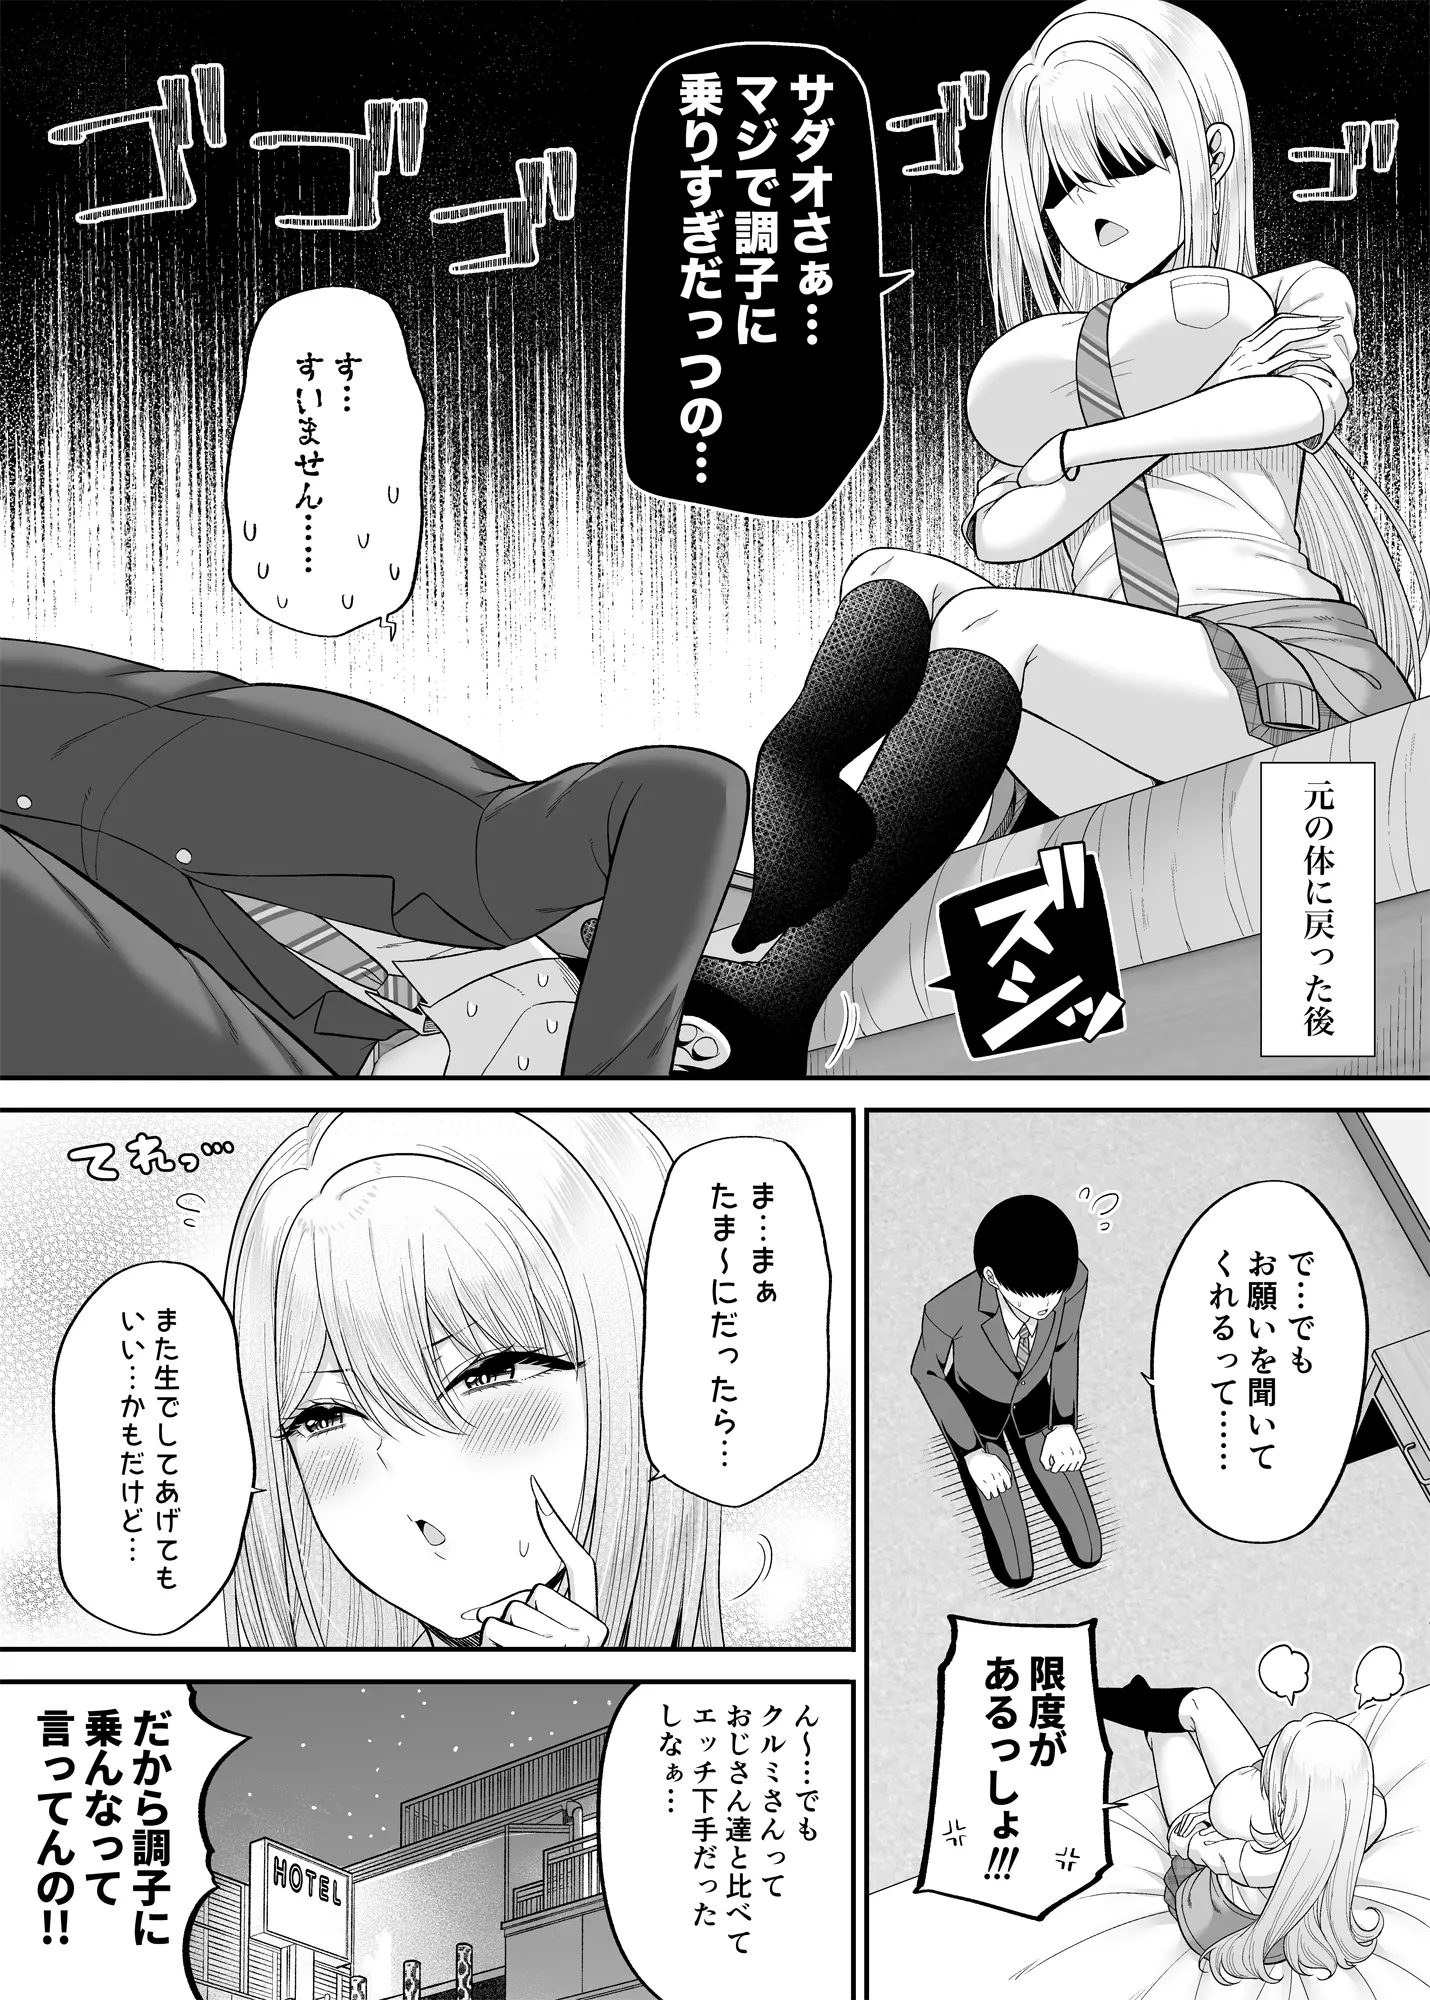 サダオさぁ…
マジで調子に
乗りすぎだっつの…
ゴ
ゴ
ゴ
ゴ
ゴ
す…
すいません……
元の体に戻った後
ズシッ
で…でも
お願いを聞いて
くれるって……
限度が
あるっしょ!!!
ま…まぁ
たま〜にだったら…
てれっ…
また生でしてあげても
いい…かもだけど…
ん〜…でも
クルミさんって
おじさん達と比べて
エッチ下手だった
しなぁ…
HOTEL
だから調子に
乗んなって
言ってんの!!